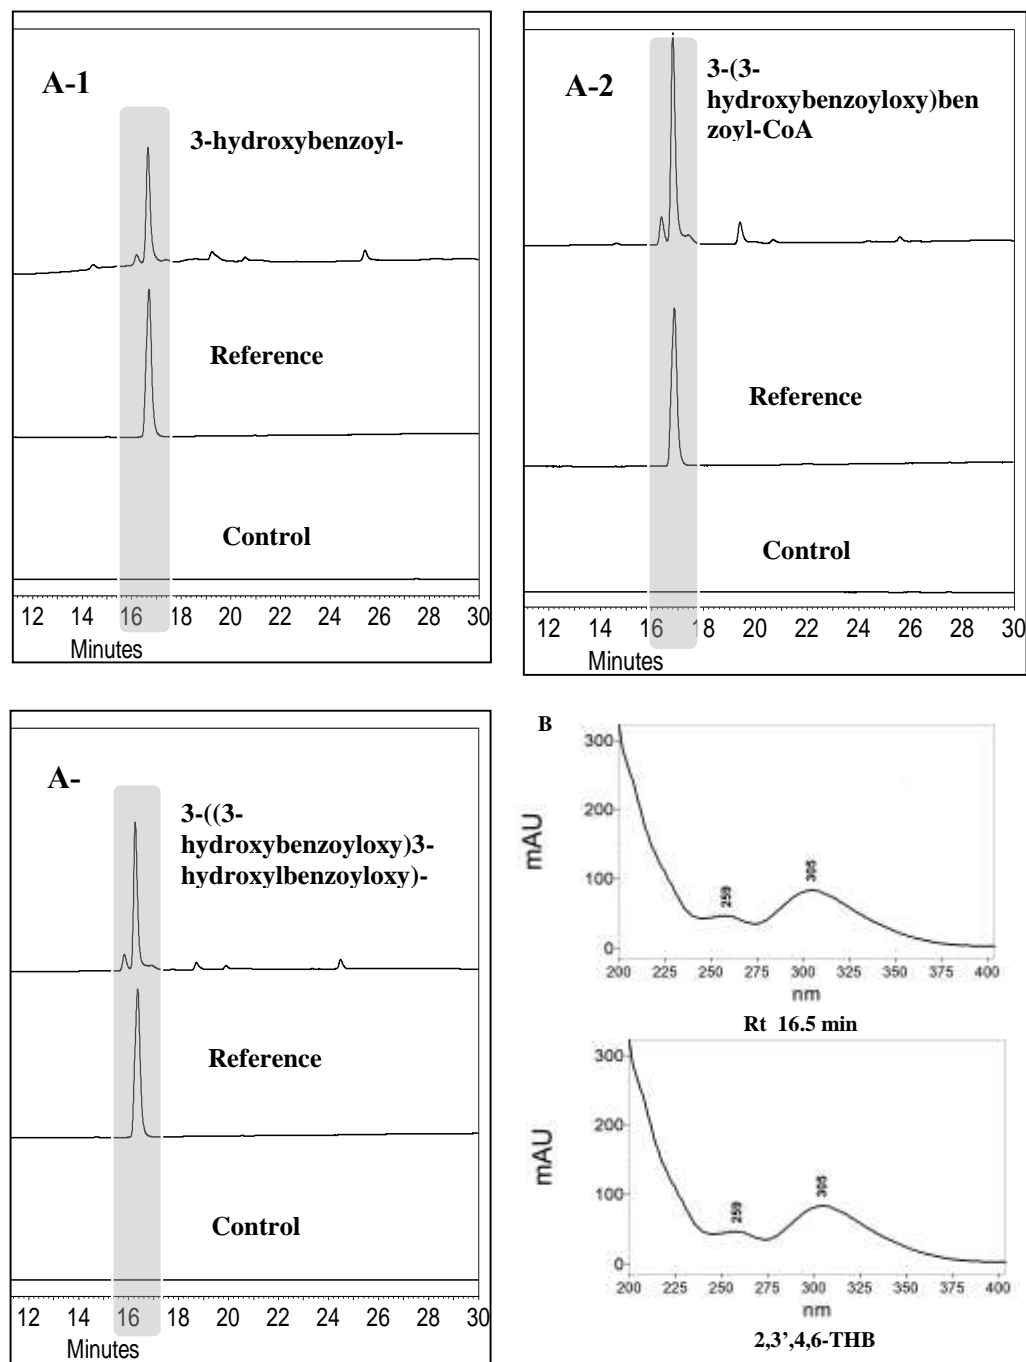 A-1
3-hydroxybenzoyl-
Reference
Control
12 14 16 18 20 22 24 26 28 30
Minutes
A-2
3-(3-
hydroxybenzoyloxy)ben
zoyl-CoA
Reference
Control
12 14 16 18 20 22 24 26 28 30
Minutes
A-
3-((3-
hydroxybenzoyloxy)3-
hydroxylbenzoyloxy)-
Reference
Control
12 14 16 18 20 22 24 26 28 30
Minutes
B
300
200
100
0
mAU
259
305
200 225 250 275 300 325 350 375 400
nm
Rt 16.5 min
300
200
100
0
mAU
259
305
200 225 250 275 300 325 350 375 400
nm
2,3’,4,6-THB